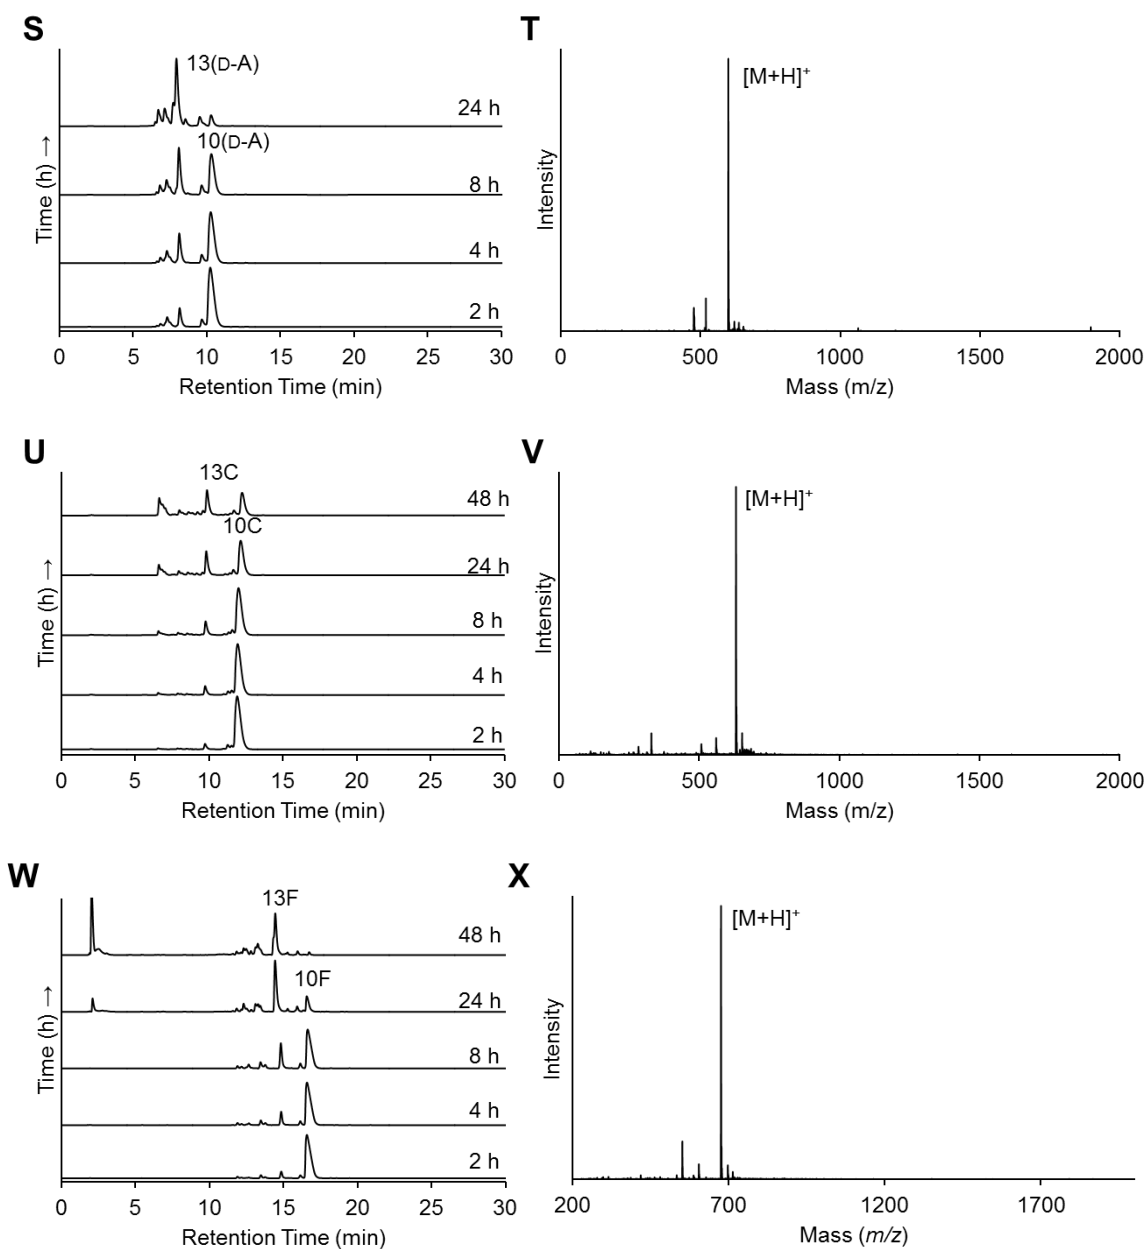 S
13(D-A)
24 h
10(D-A)
8 h
4 h
2 h
Time (h) →
0 5 10 15 20 25 30
Retention Time (min)
T
[M+H]⁺
Intensity
0 500 1000 1500 2000
Mass (m/z)
U
13C
48 h
10C
24 h
8 h
4 h
2 h
Time (h) →
0 5 10 15 20 25 30
Retention Time (min)
V
[M+H]⁺
Intensity
0 500 1000 1500 2000
Mass (m/z)
W
13F
48 h
10F
24 h
8 h
4 h
2 h
Time (h) →
0 5 10 15 20 25 30
Retention Time (min)
X
[M+H]⁺
Intensity
200 700 1200 1700
Mass (m/z)